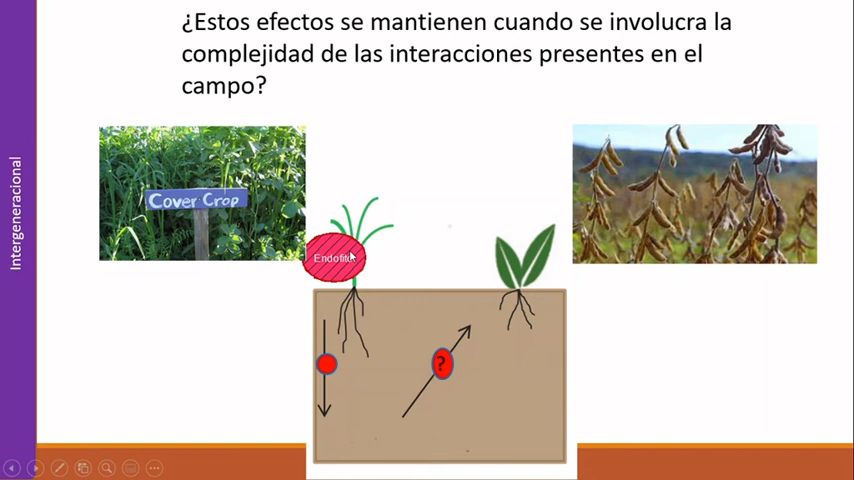 ¿Estos efectos se mantienen cuando se involucra la
complejidad de las interacciones presentes en el
campo?
Intergeneracional
Cover Crop
Endofito
?